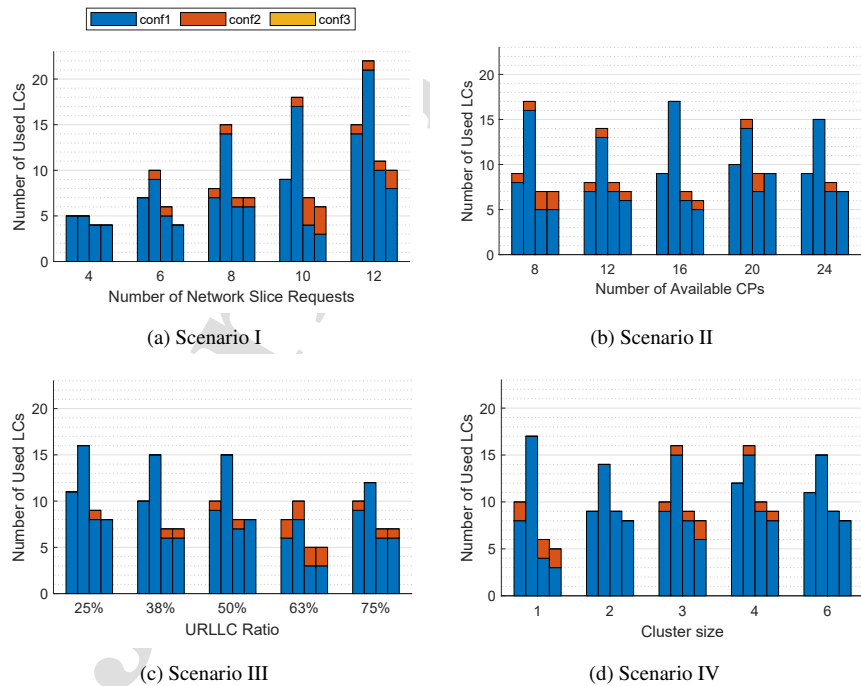 conf1 conf2 conf3
20
15
10
5
0
Number of Used LCs
4 6 8 10 12
Number of Network Slice Requests
(a) Scenario I
20
15
10
5
0
Number of Used LCs
8 12 16 20 24
Number of Available CPs
(b) Scenario II
20
15
10
5
0
Number of Used LCs
25% 38% 50% 63% 75%
URLLC Ratio
(c) Scenario III
20
15
10
5
0
Number of Used LCs
1 2 3 4 6
Cluster size
(d) Scenario IV